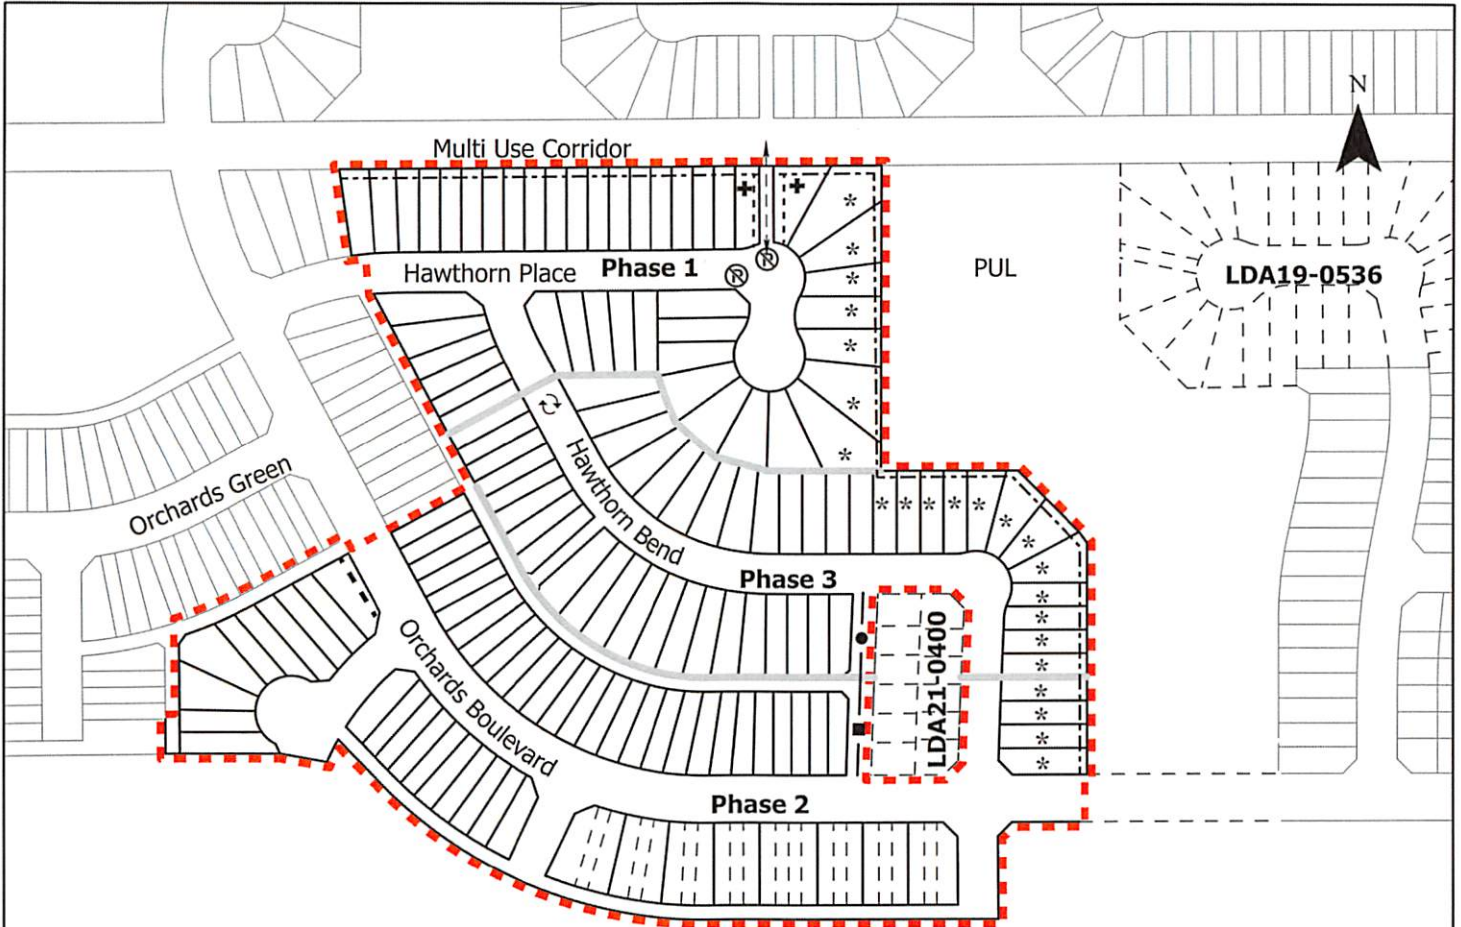 N
Multi Use Corridor
Hawthorn Place
Phase 1
PUL
LDA19-0536
Orchards Green
Hawthorn Bend
Phase 3
LDA21-0400
Orchards Boulevard
Phase 2